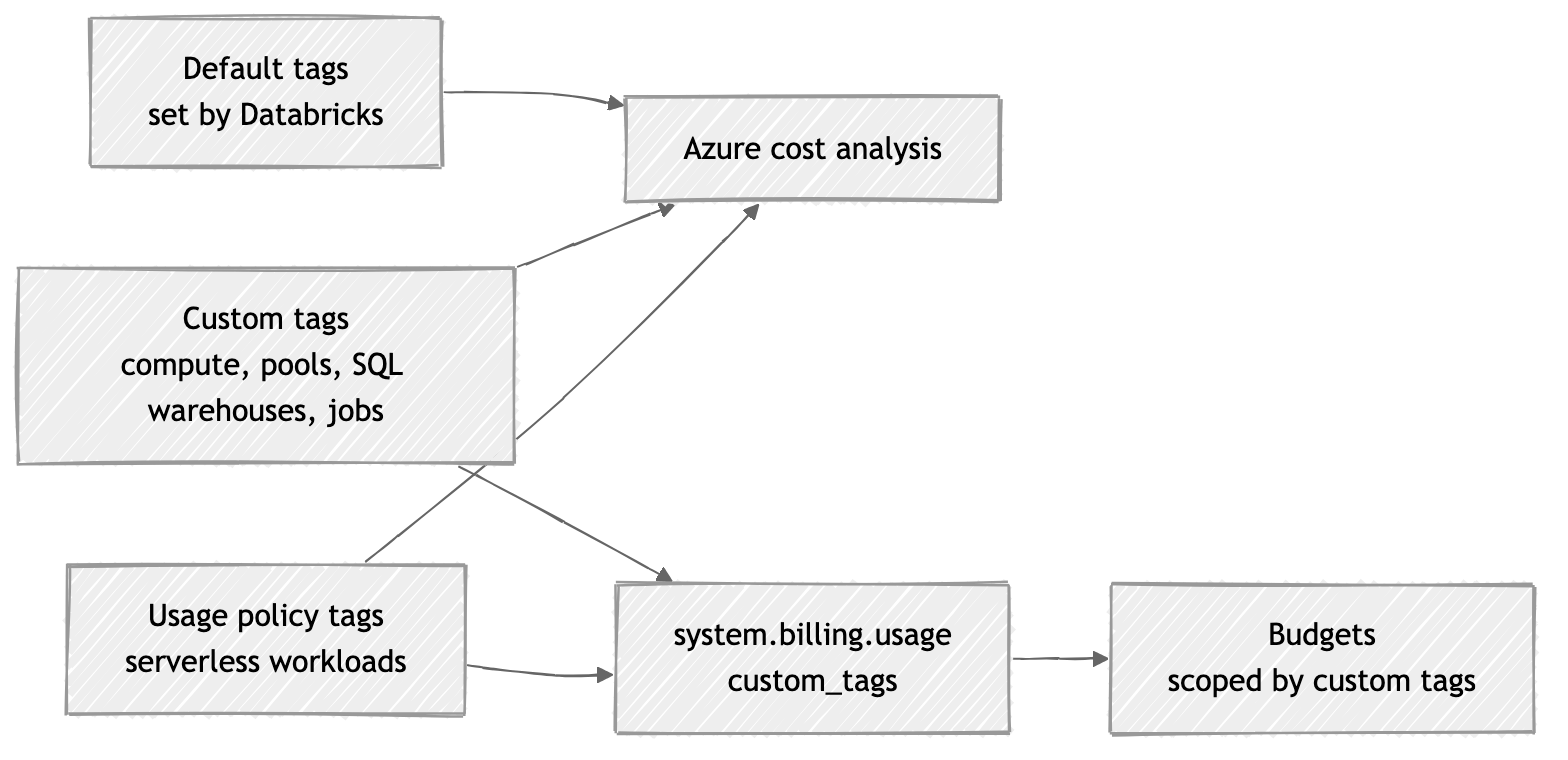 Default tags
set by Databricks
Azure cost analysis
Custom tags
compute, pools, SQL
warehouses, jobs
Usage policy tags
serverless workloads
system.billing.usage
custom_tags
Budgets
scoped by custom tags